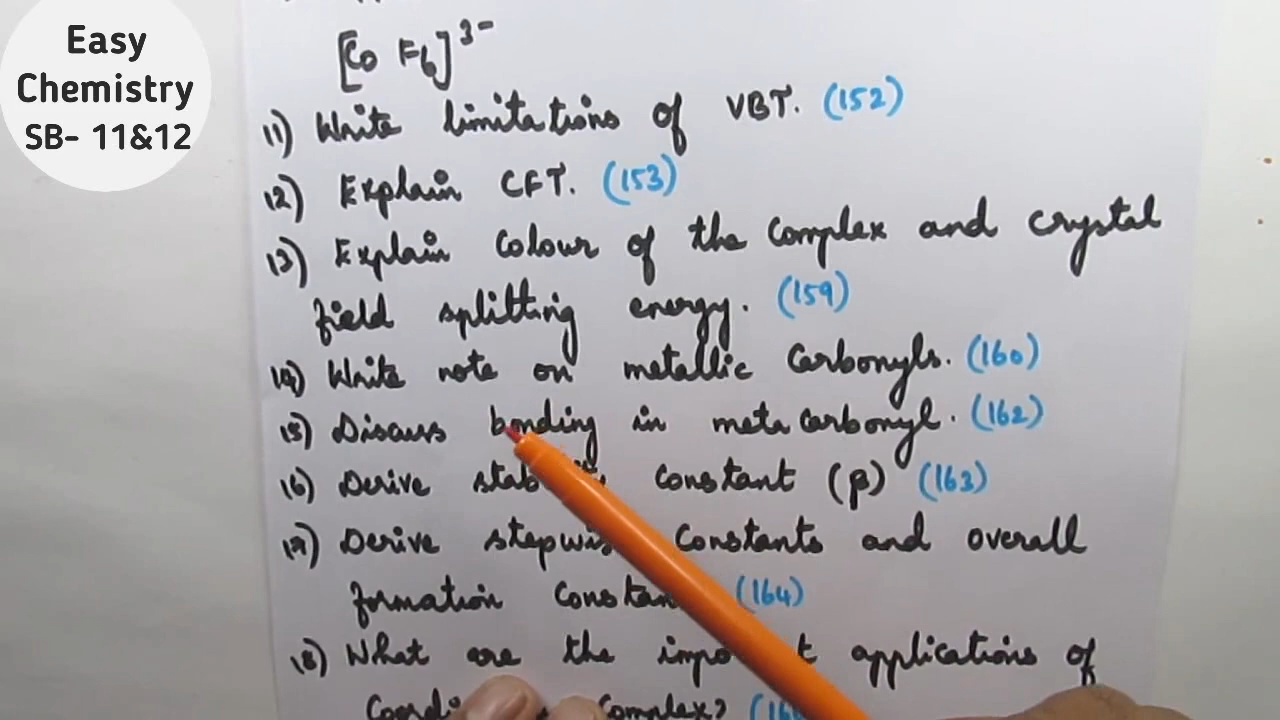 Easy
Chemistry
SB- 11&12
[Co F6]3-
11) Write limitations of VBT. (152)
12) Explain CFT. (153)
13) Explain Colour of the Complex and crystal
field splitting energy. (159)
14) Write note on metallic Carbonyls. (160)
15) Discuss bonding in meta carbonyl. (162)
16) Derive Constant (β) (163)
17) Derive Constants and overall
formation (164)
18) What are the applications of
Complex?